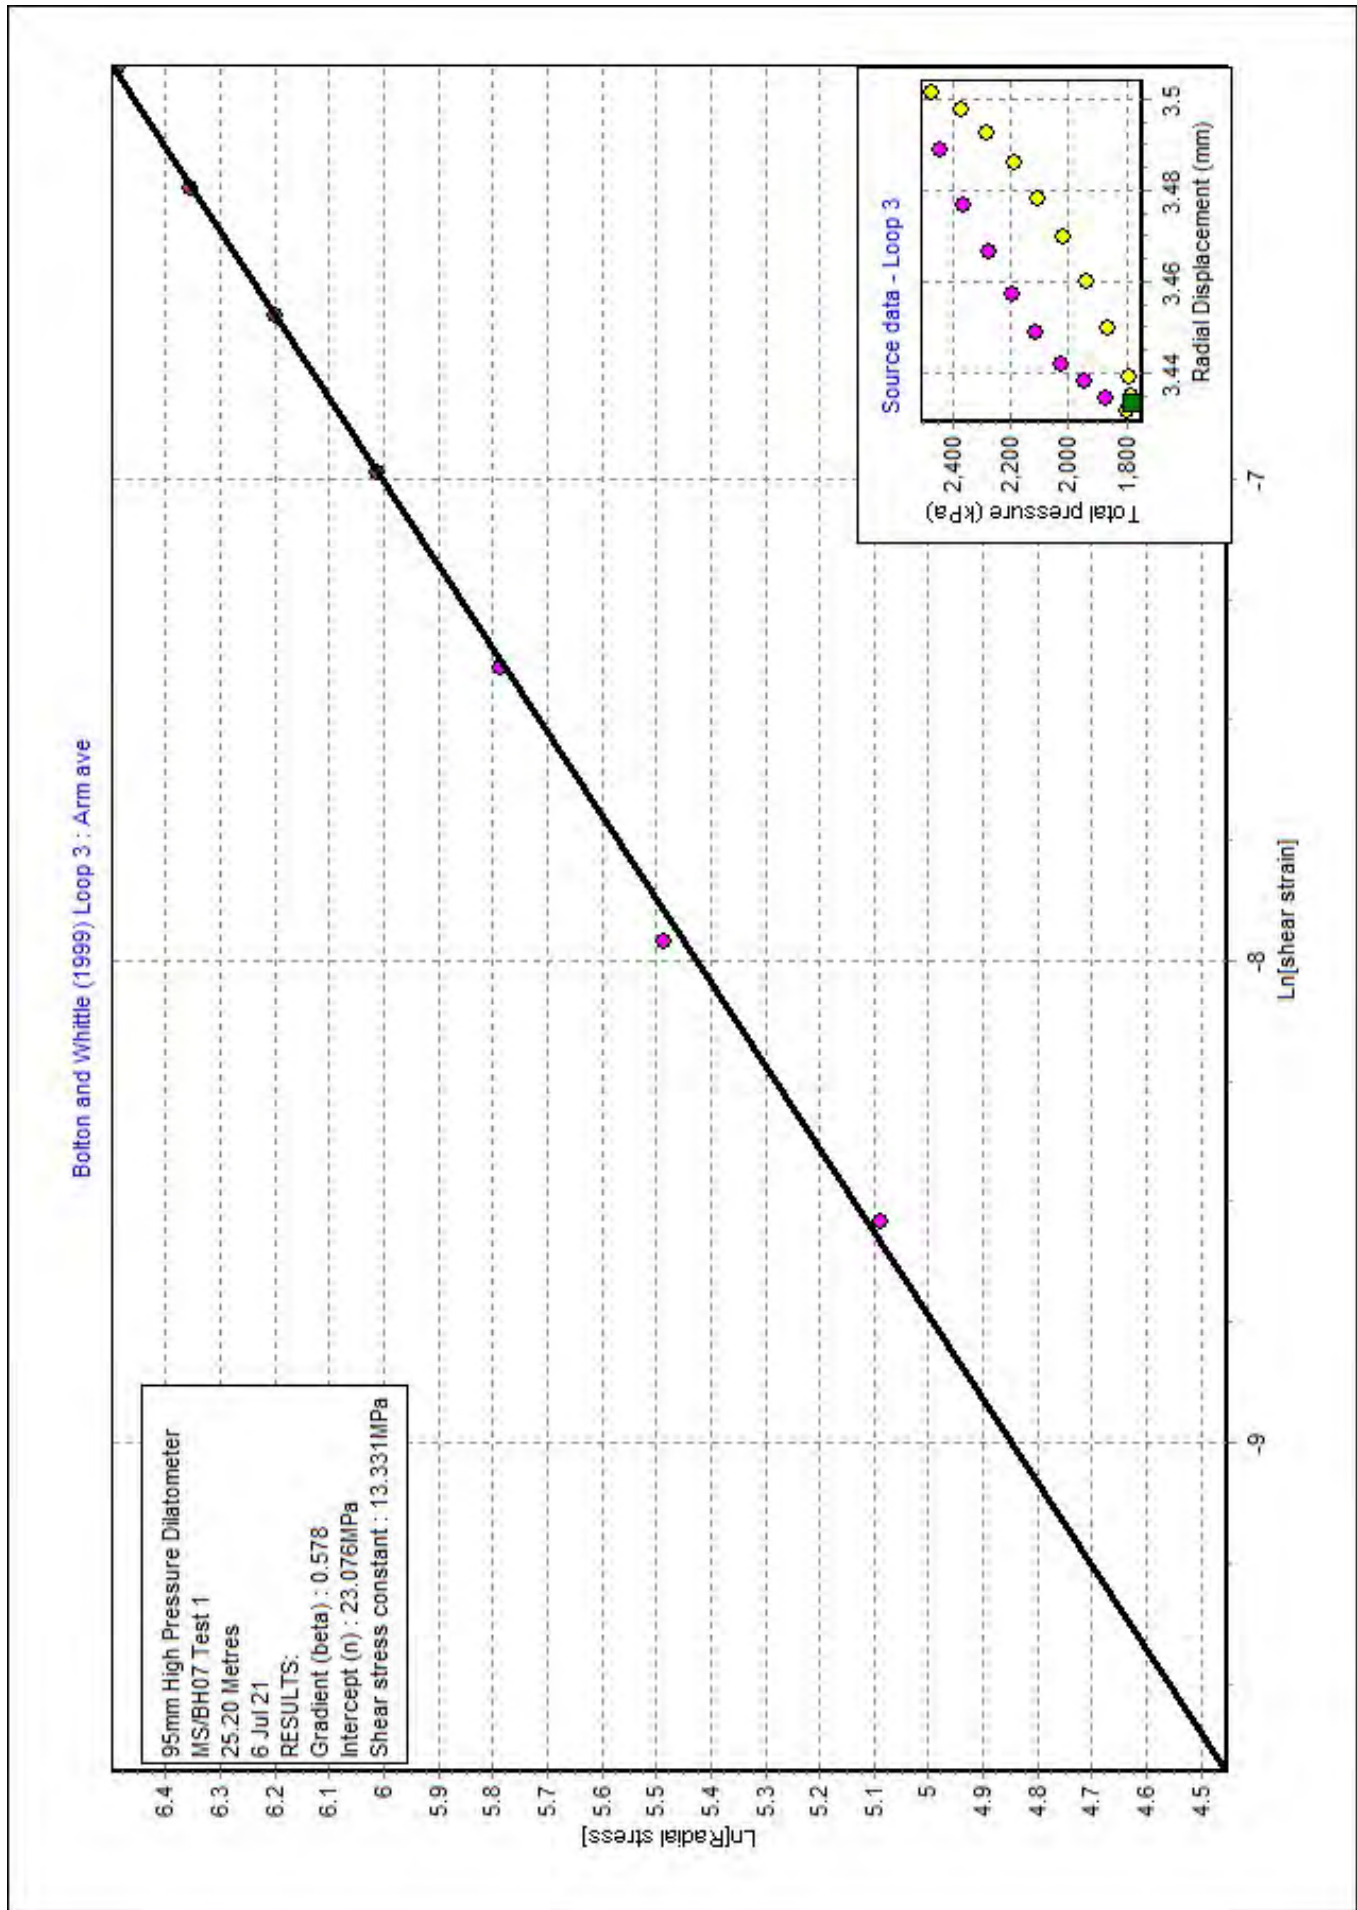 Bolton and Whittle (1999) Loop 3 : Arm ave
95mm High Pressure Dilatometer
MS/BH07 Test 1
25.20 Metres
6 Jul 21
RESULTS:
Gradient (beta) : 0.578
Intercept (n) : 23.076MPa
Shear stress constant : 13.331MPa
Ln[Radial stress]
6.4
6.3
6.2
6.1
6
5.9
5.8
5.7
5.6
5.5
5.4
5.3
5.2
5.1
5
4.9
4.8
4.7
4.6
4.5
-9
-8
-7
Ln[shear strain]
Source data - Loop 3
Total pressure (kPa)
2,400
2,200
2,000
1,800
3.44
3.46
3.48
3.5
Radial Displacement (mm)